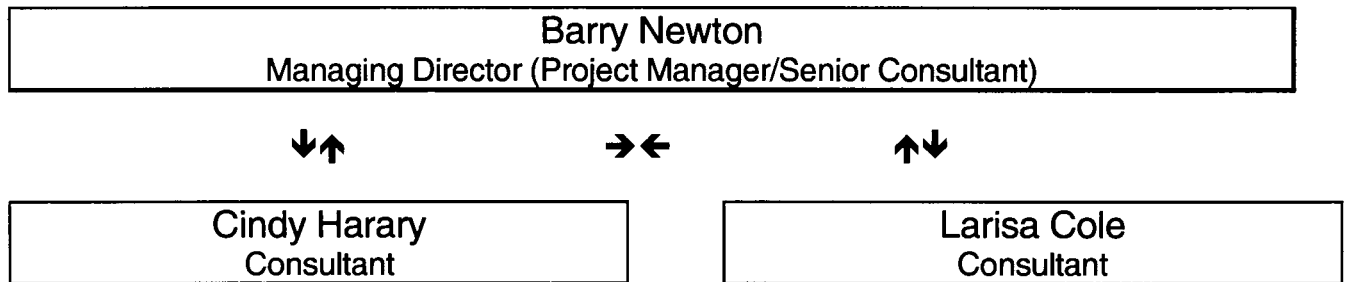 Barry Newton
Managing Director (Project Manager/Senior Consultant)
Cindy Harary
Consultant
Larisa Cole
Consultant